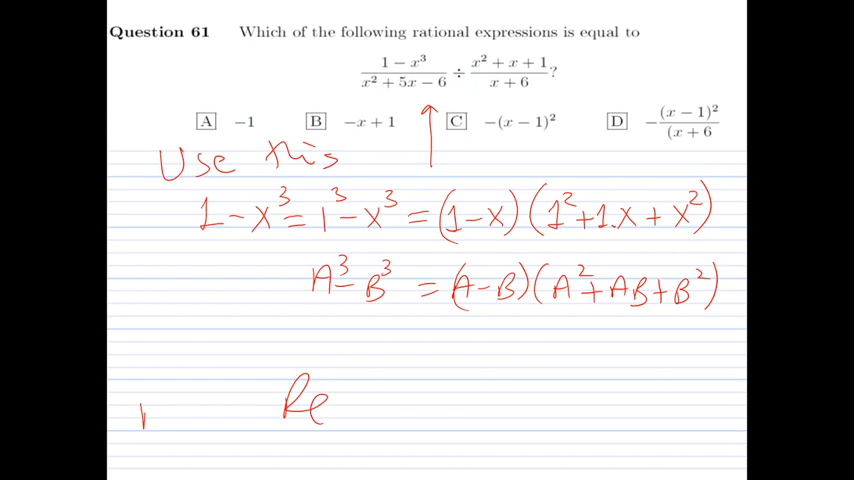 Question 61 Which of the following rational expressions is equal to
(1 − x³)/(x² + 5x − 6) ÷ (x² + x + 1)/(x + 6)?
A −1 B −x + 1 C −(x − 1)² D −(x − 1)²/(x + 6
Use this
1 − x³ = 1³ − x³ = (1 − x)(1² + 1.x + x²)
A³ − B³ = (A − B)(A² + AB + B²)
Re